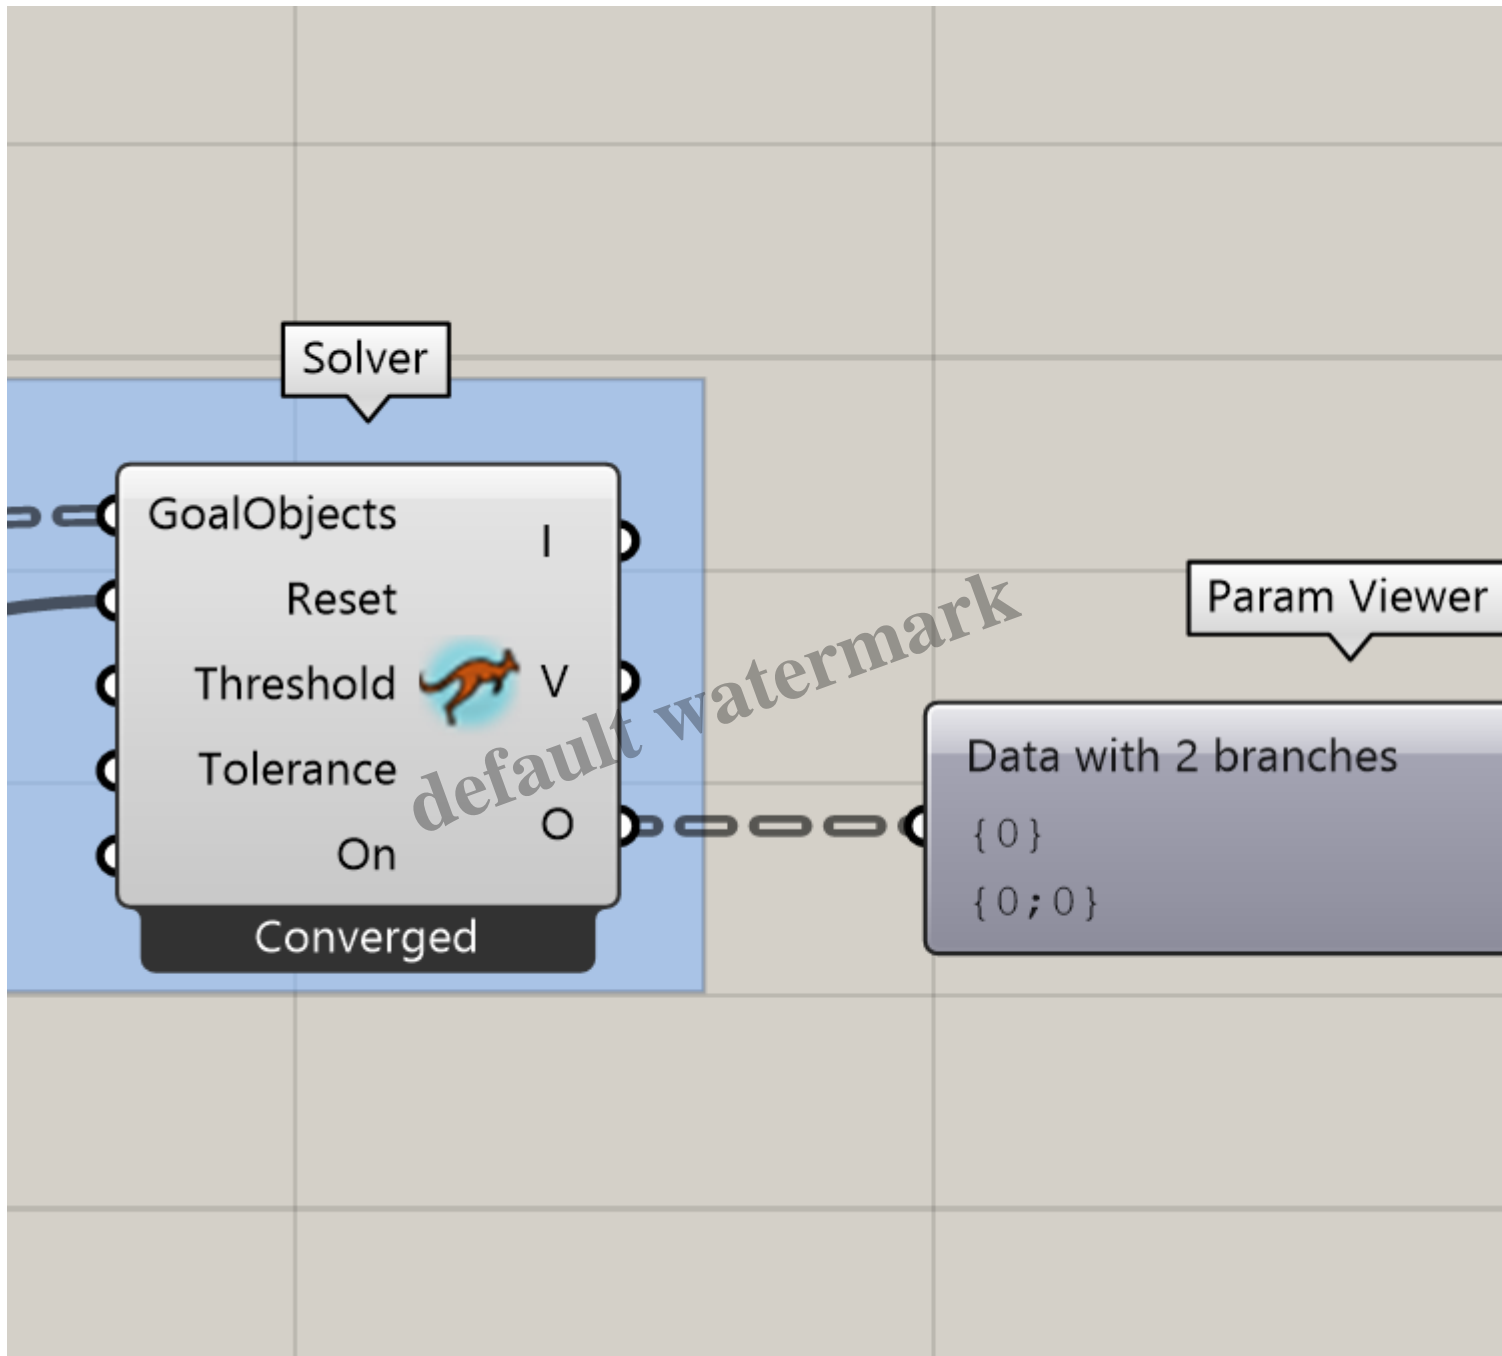 Solver
GoalObjects
I
Reset
Threshold
V
Tolerance
O
On
Converged
Param Viewer
Data with 2 branches
{0}
{0;0}
default watermark